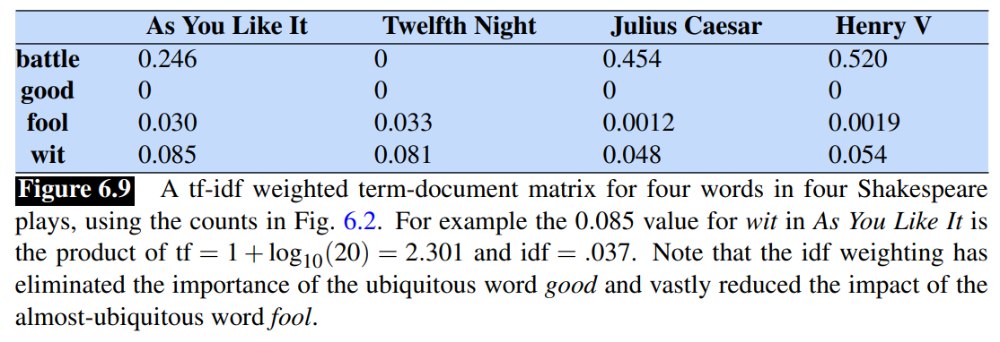 As You Like It Twelfth Night Julius Caesar Henry V
battle 0.246 0 0.454 0.520
good 0 0 0 0
fool 0.030 0.033 0.0012 0.0019
wit 0.085 0.081 0.048 0.054
Figure 6.9 A tf-idf weighted term-document matrix for four words in four Shakespeare
plays, using the counts in Fig. 6.2. For example the 0.085 value for wit in As You Like It is
the product of tf = 1 + log₁₀(20) = 2.301 and idf = .037. Note that the idf weighting has
eliminated the importance of the ubiquitous word good and vastly reduced the impact of the
almost-ubiquitous word fool.